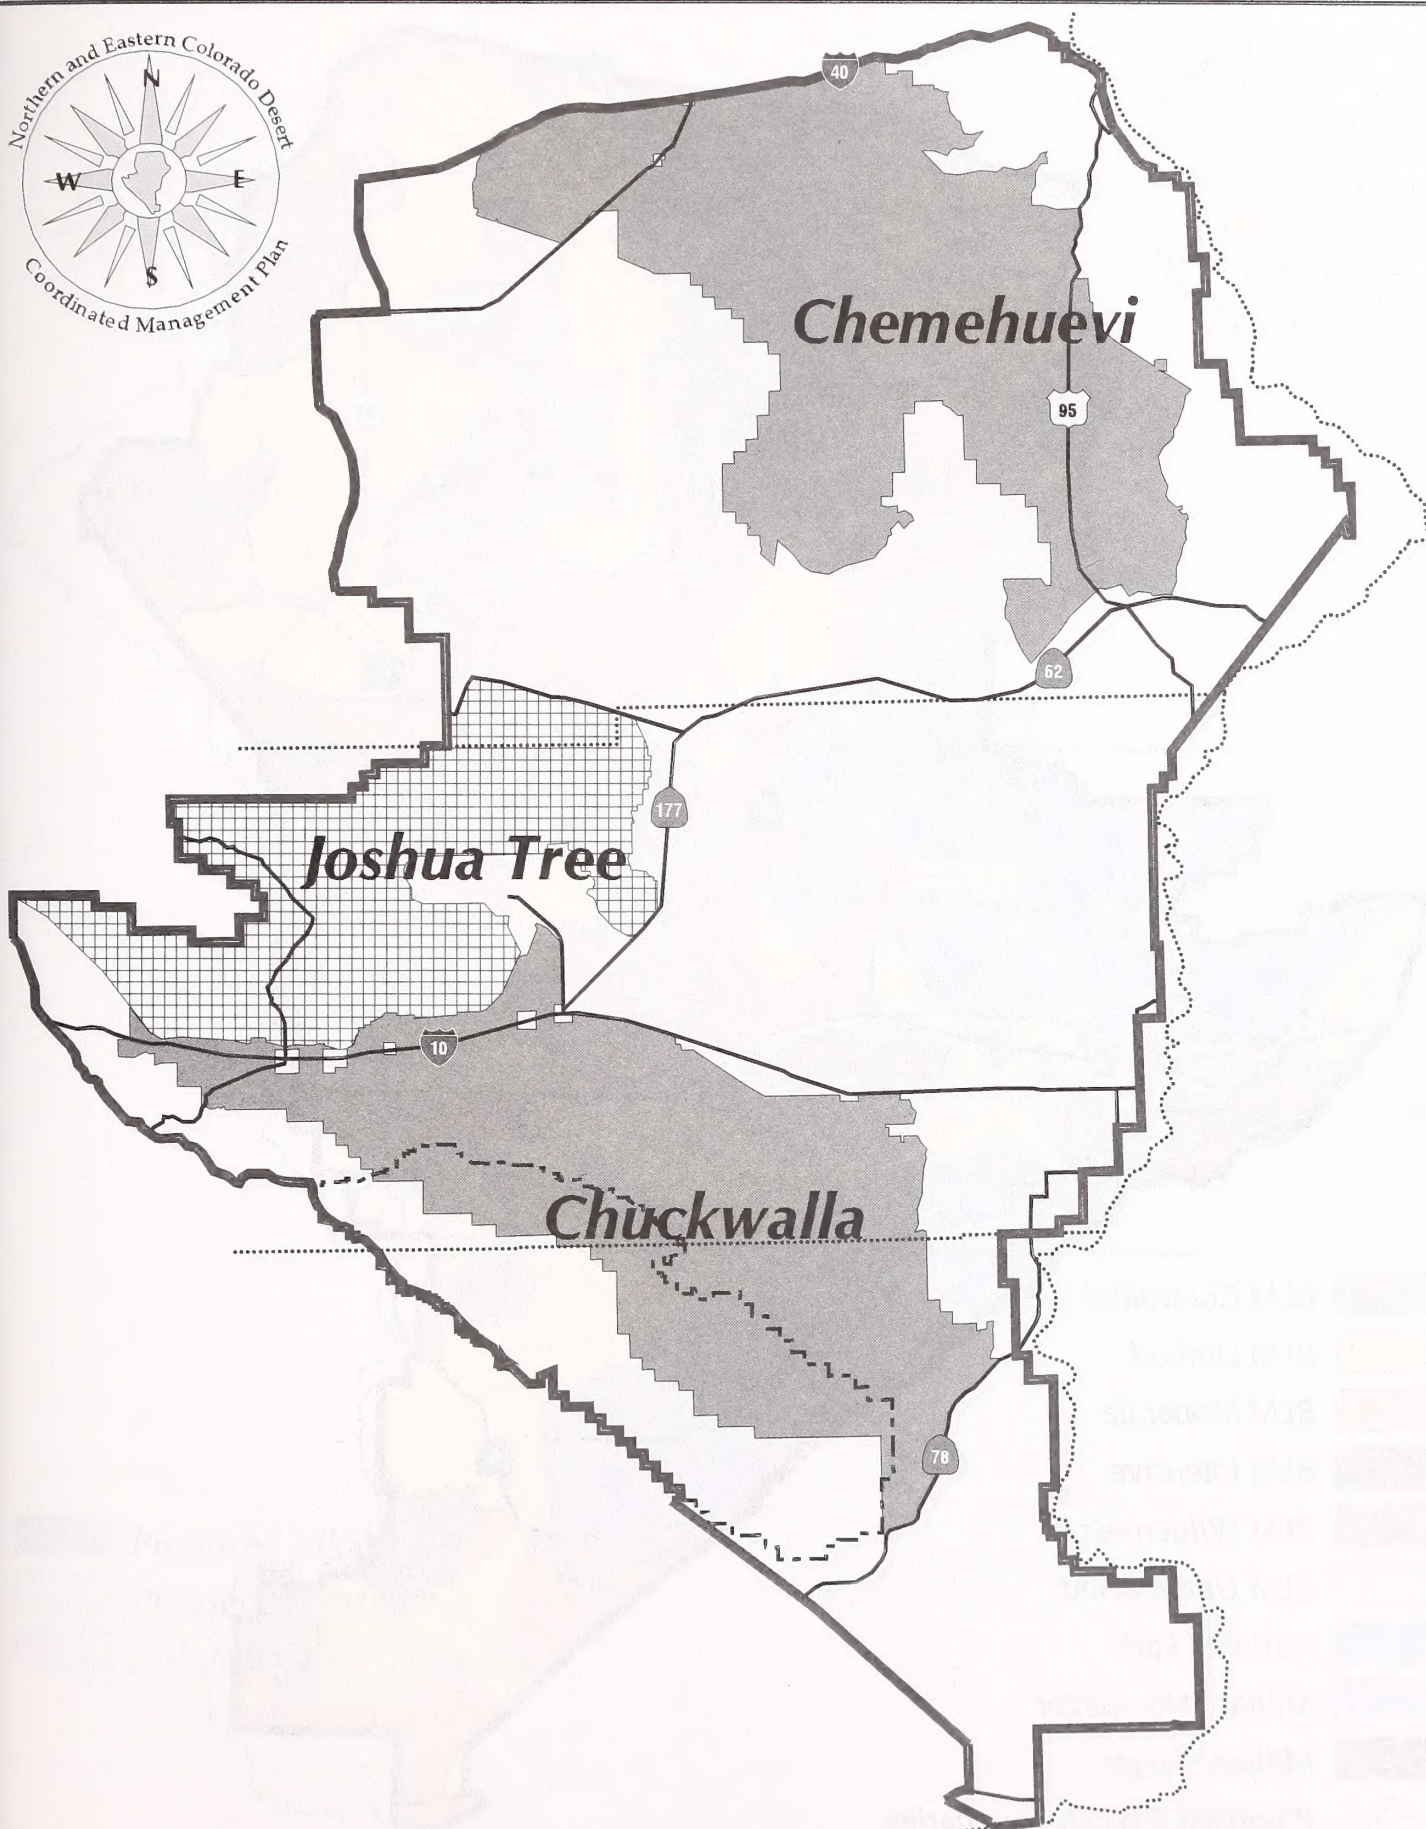 Northern and Eastern Colorado Desert
N
W
E
S
Coordinated Management Plan
40
Chemehuevi
95
62
177
Joshua Tree
10
Chuckwalla
78